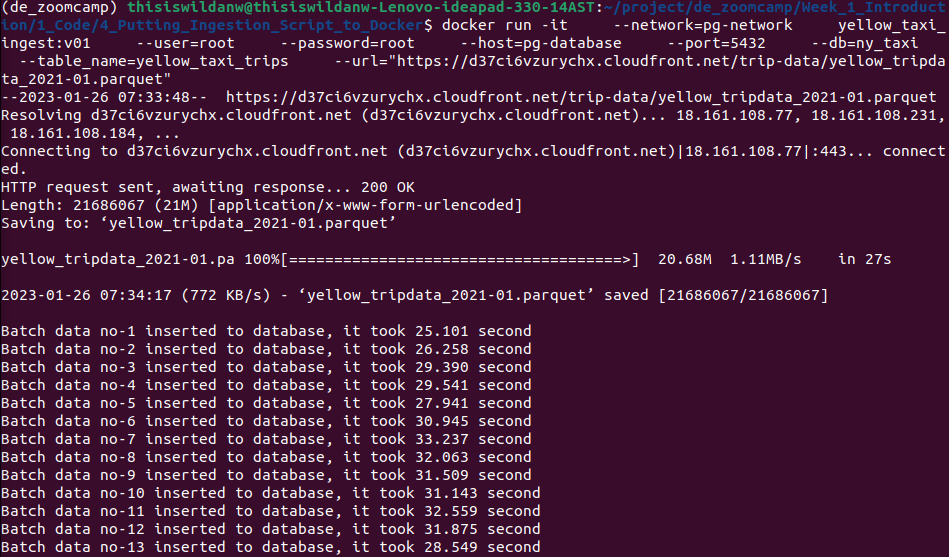 (de_zoomcamp) thisiswildanw@thisiswildanw-Lenovo-ideapad-330-14AST:~/project/de_zoomcamp/Week_1_Introduct
ion/1_Code/4_Putting_Ingestion_Script_to_Docker$ docker run -it     --network=pg-network     yellow_taxi_
ingest:v01     --user=root     --password=root     --host=pg-database     --port=5432     --db=ny_taxi
  --table_name=yellow_taxi_trips     --url="https://d37ci6vzurychx.cloudfront.net/trip-data/yellow_tripda
ta_2021-01.parquet"
--2023-01-26 07:33:48--  https://d37ci6vzurychx.cloudfront.net/trip-data/yellow_tripdata_2021-01.parquet
Resolving d37ci6vzurychx.cloudfront.net (d37ci6vzurychx.cloudfront.net)... 18.161.108.77, 18.161.108.231,
 18.161.108.184, ...
Connecting to d37ci6vzurychx.cloudfront.net (d37ci6vzurychx.cloudfront.net)|18.161.108.77|:443... connect
ed.
HTTP request sent, awaiting response... 200 OK
Length: 21686067 (21M) [application/x-www-form-urlencoded]
Saving to: ‘yellow_tripdata_2021-01.parquet’

yellow_tripdata_2021-01.pa 100%[=====================================>]  20.68M  1.11MB/s    in 27s

2023-01-26 07:34:17 (772 KB/s) - ‘yellow_tripdata_2021-01.parquet’ saved [21686067/21686067]

Batch data no-1 inserted to database, it took 25.101 second
Batch data no-2 inserted to database, it took 26.258 second
Batch data no-3 inserted to database, it took 29.390 second
Batch data no-4 inserted to database, it took 29.541 second
Batch data no-5 inserted to database, it took 27.941 second
Batch data no-6 inserted to database, it took 30.945 second
Batch data no-7 inserted to database, it took 33.237 second
Batch data no-8 inserted to database, it took 32.063 second
Batch data no-9 inserted to database, it took 31.509 second
Batch data no-10 inserted to database, it took 31.143 second
Batch data no-11 inserted to database, it took 32.559 second
Batch data no-12 inserted to database, it took 31.875 second
Batch data no-13 inserted to database, it took 28.549 second